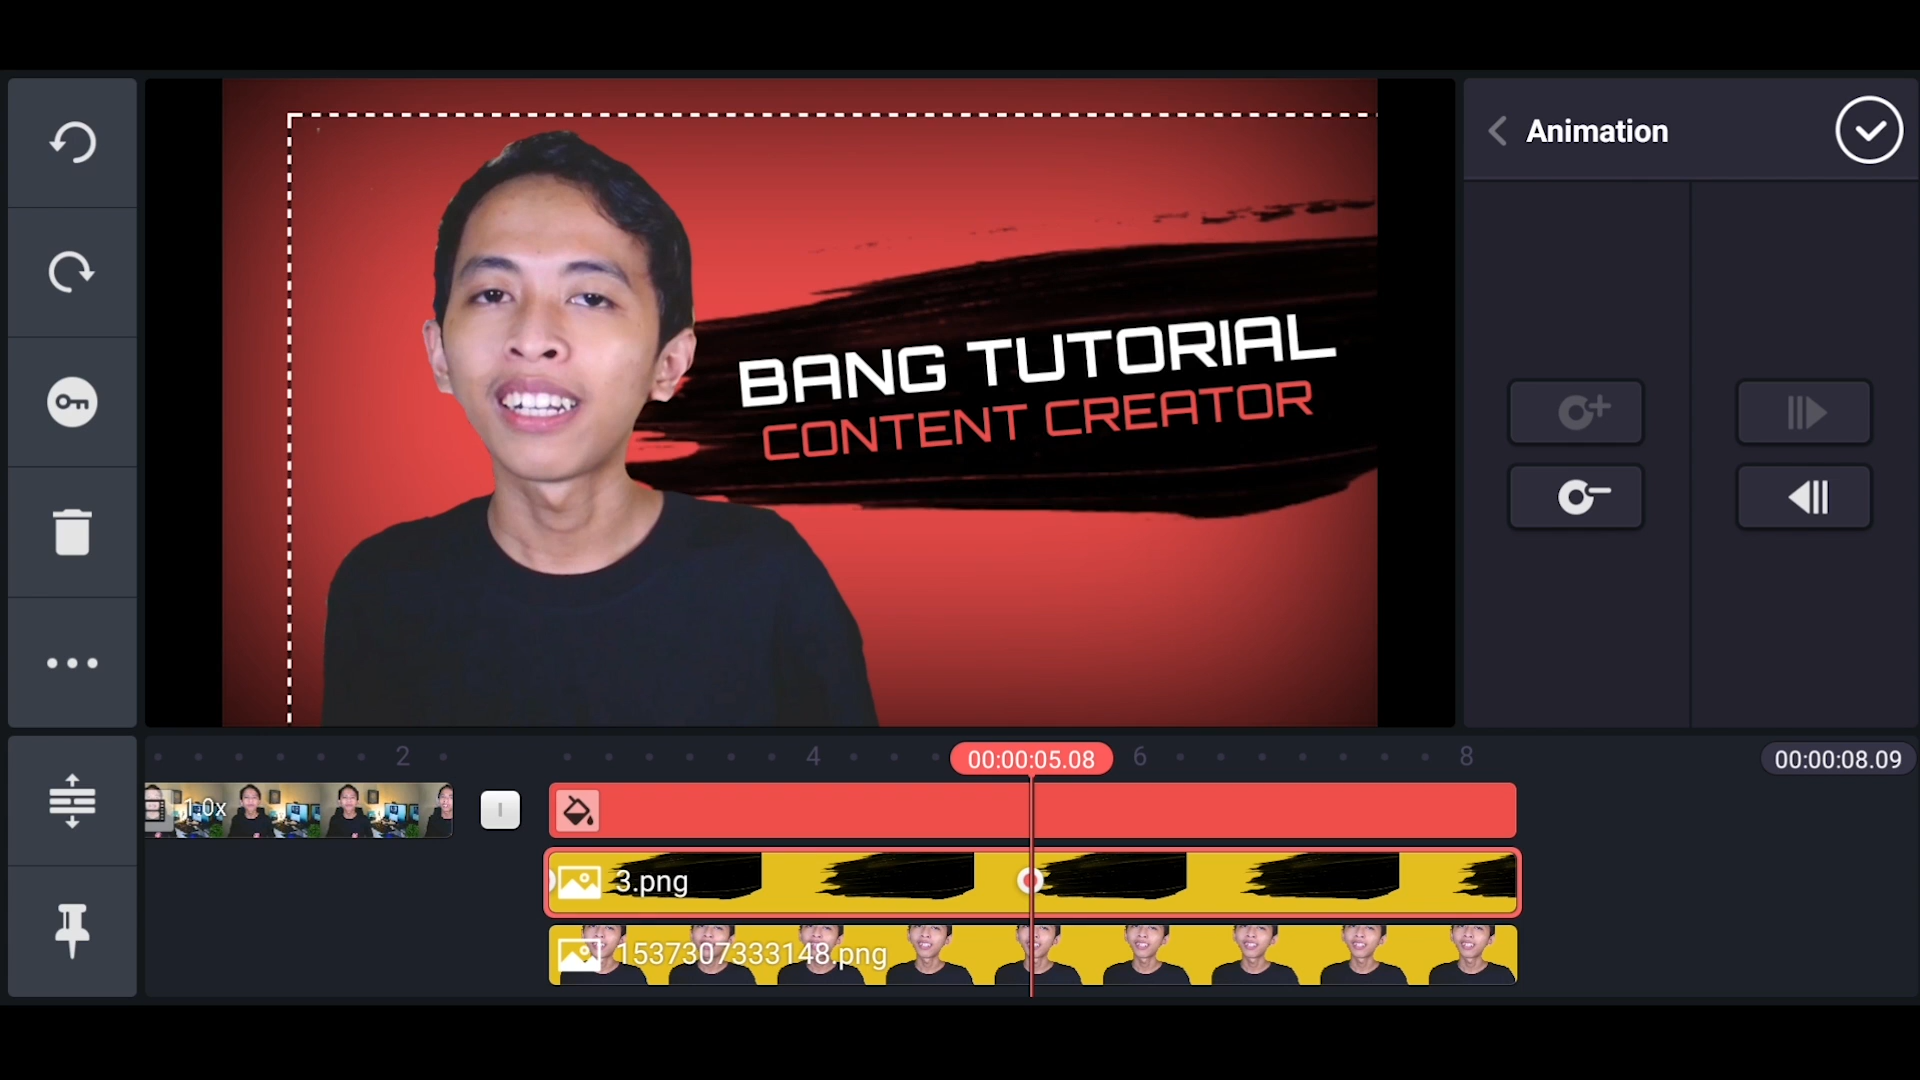 Animation
BANG TUTORIAL
CONTENT CREATOR
2
4
00:00:05.08
6
8
00:00:08.09
1.0x
3.png
1537307333148.png